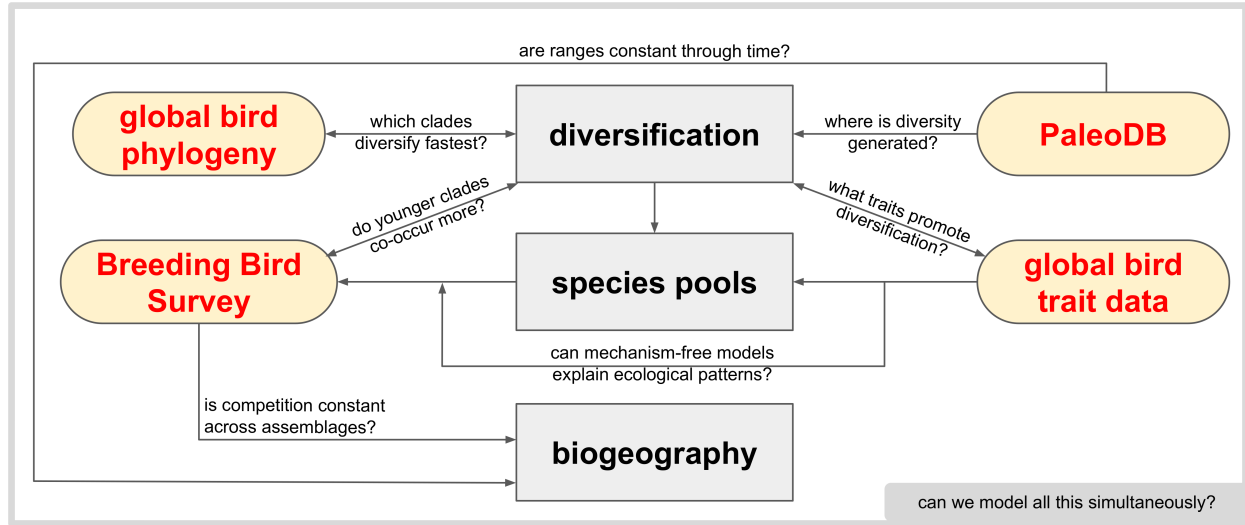 are ranges constant through time?
global bird
phylogeny
which clades
diversify fastest?
diversification
where is diversity
generated?
PaleoDB
do younger clades
co-occur more?
what traits promote
diversification?
Breeding Bird
Survey
species pools
global bird
trait data
can mechanism-free models
explain ecological patterns?
is competition constant
across assemblages?
biogeography
can we model all this simultaneously?